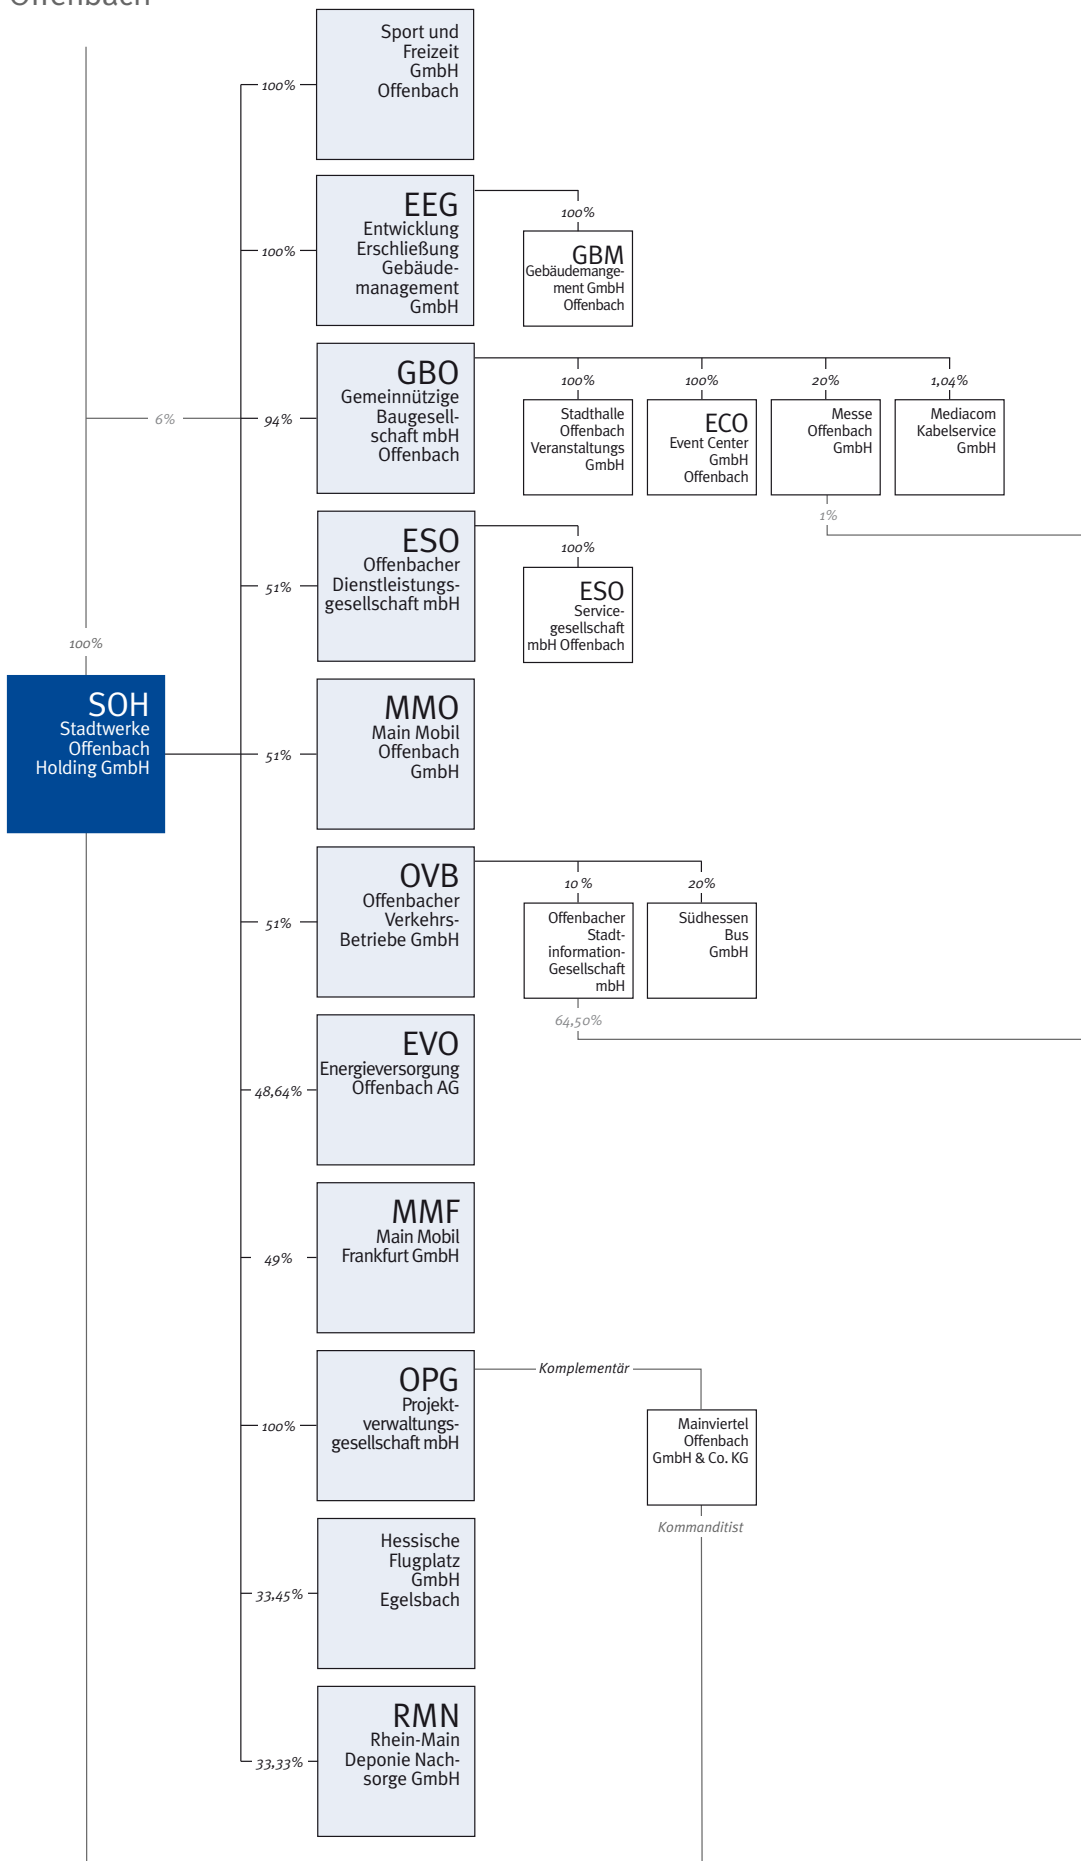 Offenbach
Sport und
Freizeit
GmbH
Offenbach
100%
EEG
Entwicklung
Erschließung
Gebäude-
management
GmbH
100%
100%
GBM
Gebäudemange-
ment GmbH
Offenbach
GBO
Gemeinnützige
Baugesell-
schaft mbH
Offenbach
6%
94%
100%
Stadthalle
Offenbach
Veranstaltungs
GmbH
100%
ECO
Event Center
GmbH
Offenbach
20%
Messe
Offenbach
GmbH
1%
1,04%
Mediacom
Kabelservice
GmbH
ESO
Offenbacher
Dienstleistungs-
gesellschaft mbH
51%
100%
ESO
Service-
gesellschaft
mbH Offenbach
100%
SOH
Stadtwerke
Offenbach
Holding GmbH
51%
MMO
Main Mobil
Offenbach
GmbH
51%
OVB
Offenbacher
Verkehrs-
Betriebe GmbH
10 %
Offenbacher
Stadt-
information-
Gesellschaft
mbH
64,50%
20%
Südhessen
Bus
GmbH
48,64%
EVO
Energieversorgung
Offenbach AG
49%
MMF
Main Mobil
Frankfurt GmbH
100%
OPG
Projekt-
verwaltungs-
gesellschaft mbH
Komplementär
Mainviertel
Offenbach
GmbH & Co. KG
Kommanditist
33,45%
Hessische
Flugplatz
GmbH
Egelsbach
33,33%
RMN
Rhein-Main
Deponie Nach-
sorge GmbH